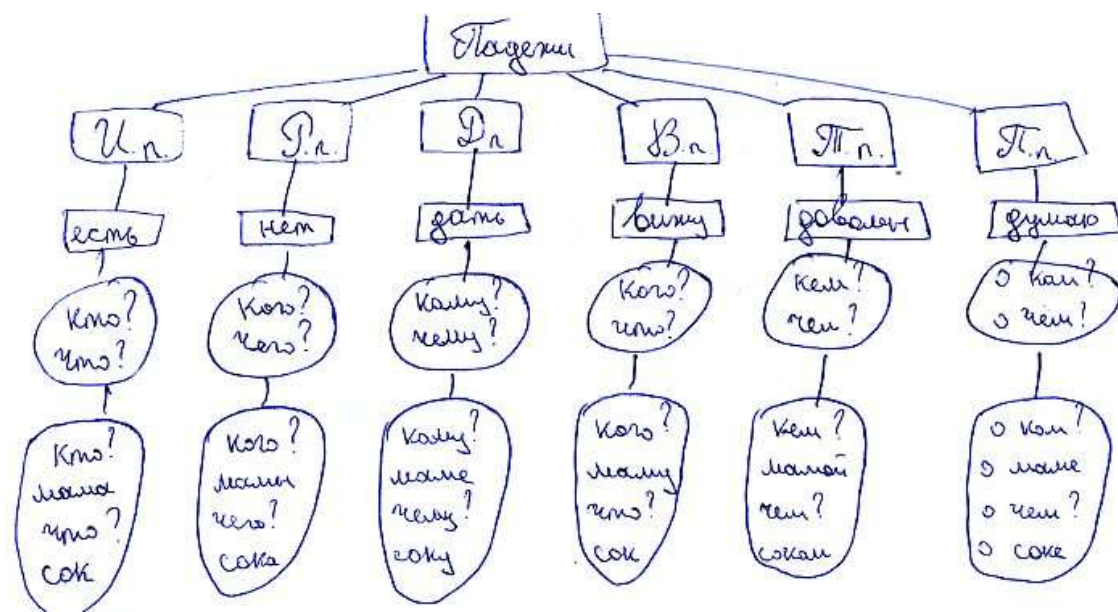 Падежи
И.п.
Р.п.
Д.п
В.п
Т.п.
П.п.
есть
нет
дать
вижу
доволен
думаю
Кто?
что?
Кого?
чего?
Кому?
чему?
Кого?
что?
Кем?
чем?
о ком?
о чём?
Кто?
мама
что?
сок
Кого?
мамы
чего?
сока
Кому?
маме
чему?
соку
Кого?
маму
что?
сок
Кем?
мамой
чем?
соком
о ком?
о маме
о чем?
о соке